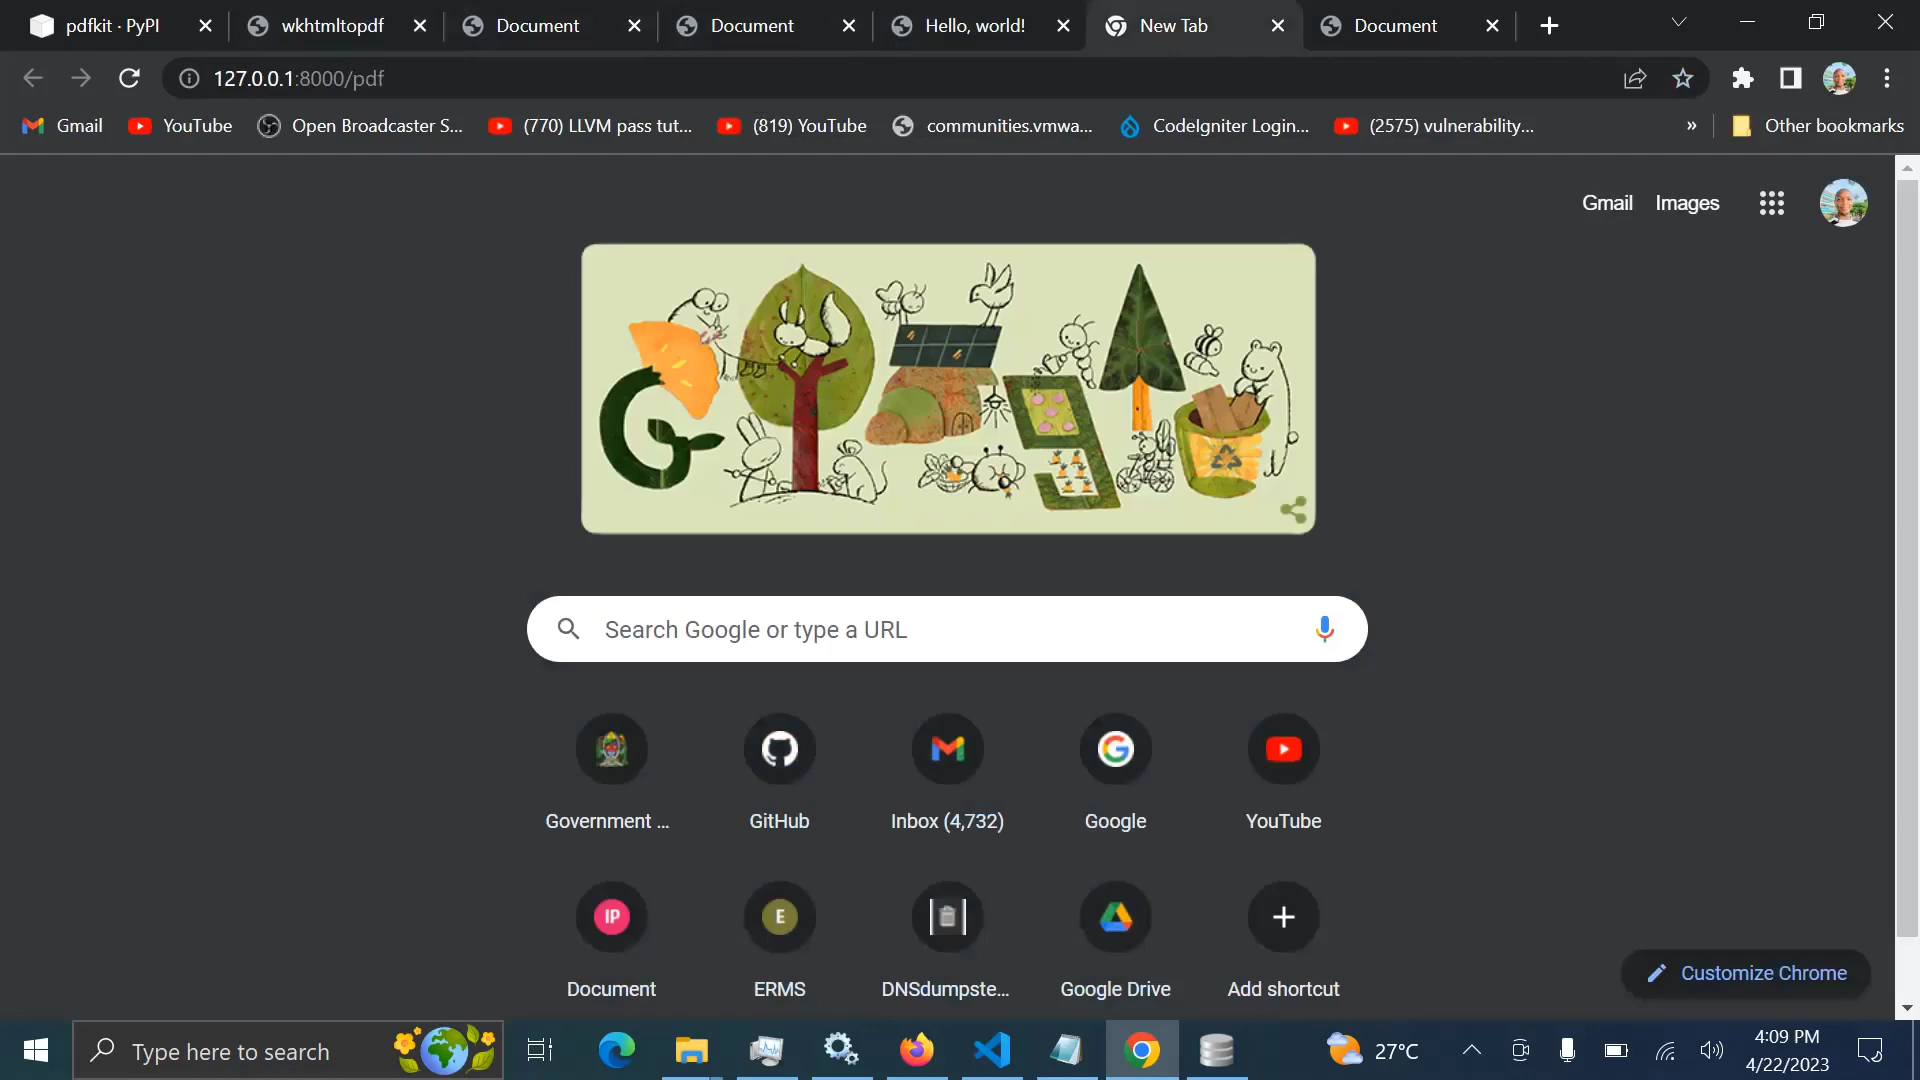 pdfkit · PyPI
wkhtmltopdf
Document
Document
Hello, world!
New Tab
Document
127.0.0.1:8000/pdf
Gmail
YouTube
Open Broadcaster S...
(770) LLVM pass tut...
(819) YouTube
communities.vmwa...
CodeIgniter Login...
(2575) vulnerability...
»
Other bookmarks
Gmail
Images
Search Google or type a URL
Government ...
GitHub
Inbox (4,732)
Google
YouTube
IP
E
Document
ERMS
DNSdumpste...
Google Drive
Add shortcut
Customize Chrome
Type here to search
27°C
4:09 PM
4/22/2023